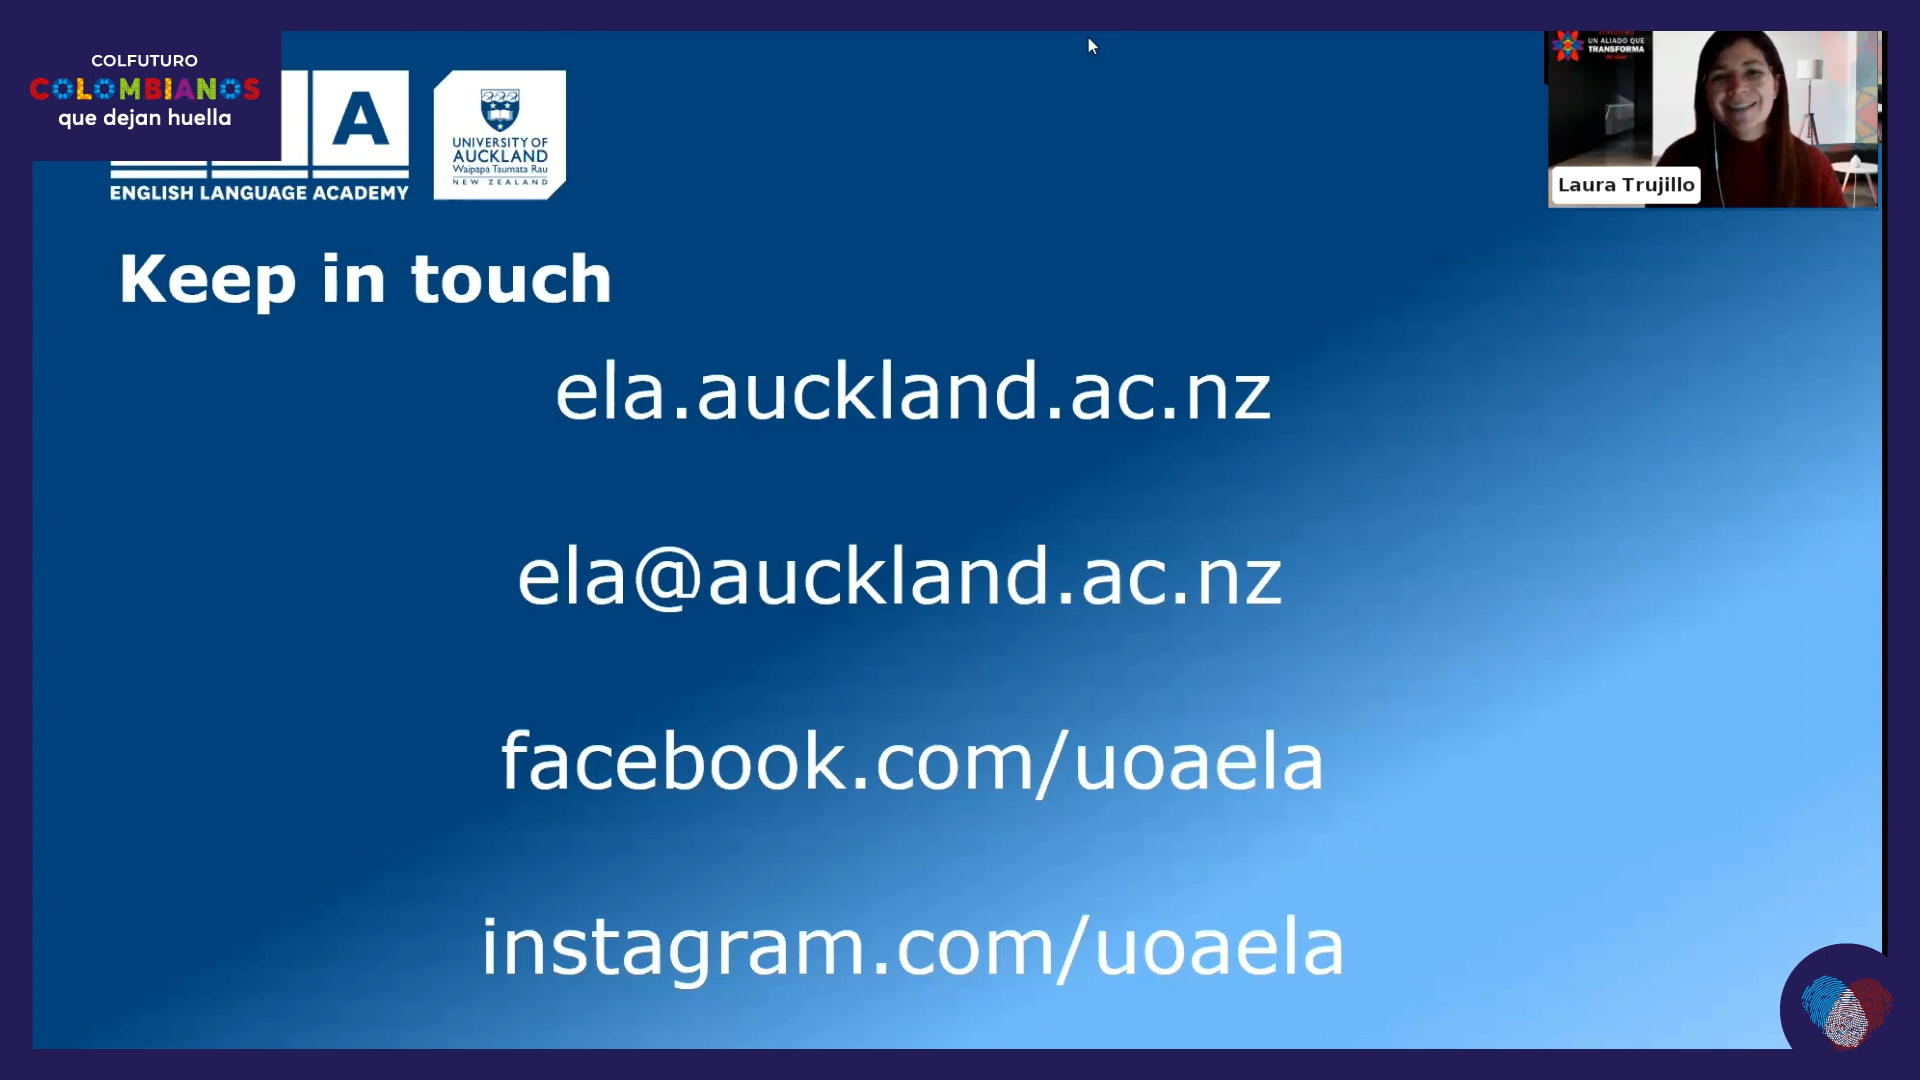 COLFUTURO
COLOMBIANOS
que dejan huella
A
ENGLISH LANGUAGE ACADEMY
UNIVERSITY OF
AUCKLAND
Waipapa Taumata Rau
NEW ZEALAND
UN ALIADO QUE
TRANSFORMA
Laura Trujillo
Keep in touch
ela.auckland.ac.nz
ela@auckland.ac.nz
facebook.com/uoaela
instagram.com/uoaela